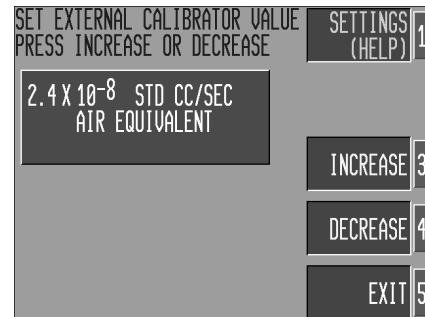 SET EXTERNAL CALIBRATOR VALUE
PRESS INCREASE OR DECREASE
SETTINGS 1
(HELP)
2.4 X 10⁻⁸ STD CC/SEC
AIR EQUIVALENT
INCREASE 3
DECREASE 4
EXIT 5